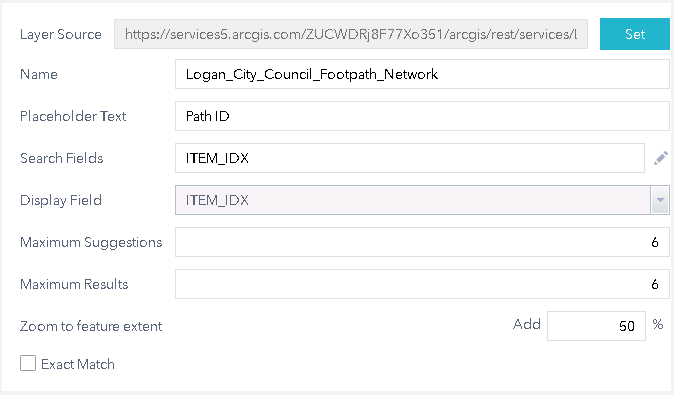 Layer Source https://services5.arcgis.com/ZUCWDRj8F77Xo351/arcgis/rest/services/L Set
Name Logan_City_Council_Footpath_Network
Placeholder Text Path ID
Search Fields ITEM_IDX
Display Field ITEM_IDX
Maximum Suggestions 6
Maximum Results 6
Zoom to feature extent Add 50 %
Exact Match